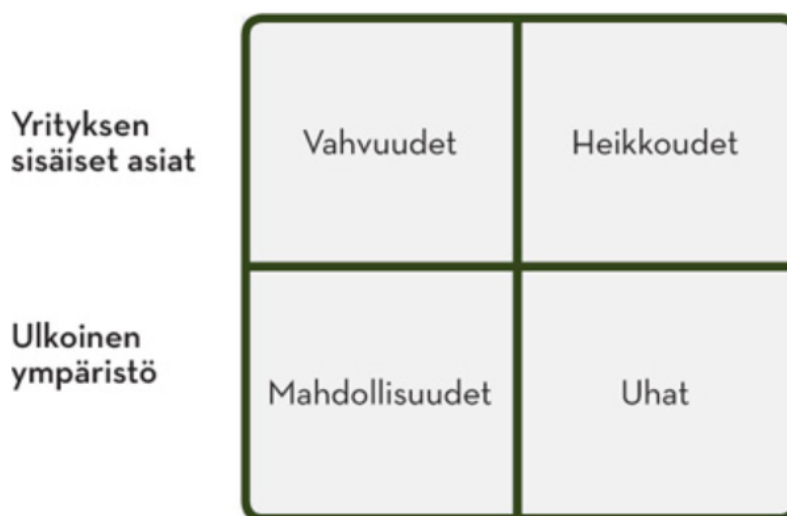 Yrityksen
sisäiset asiat
Vahvuudet
Heikkoudet
Ulkoinen
ympäristö
Mahdollisuudet
Uhat